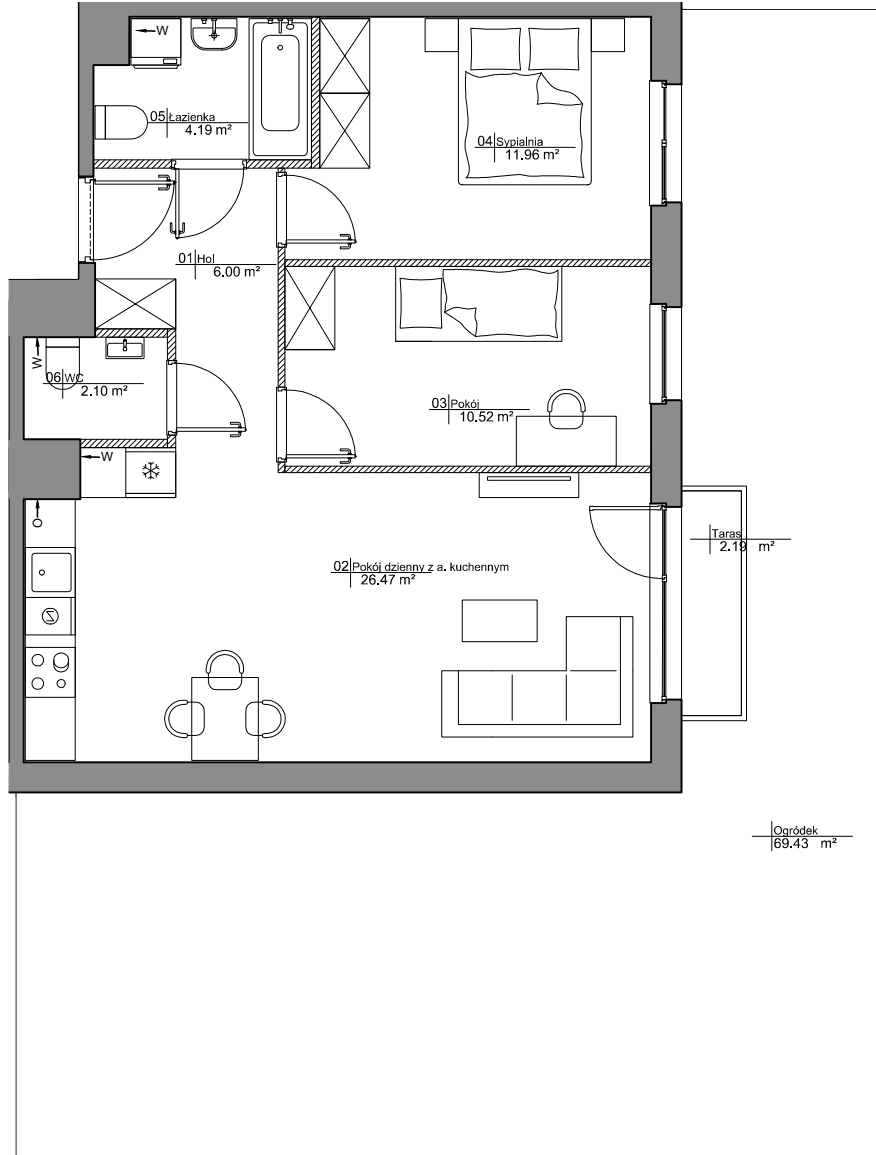 W
05 Łazienka
4.19 m²
04 Sypialnia
11.96 m²
01 Hol
6.00 m²
W
06 WC
2.10 m²
03 Pokój
10.52 m²
W
Taras
2.19 m²
02 Pokój dzienny z a. kuchennym
26.47 m²
Ogródek
69.43 m²